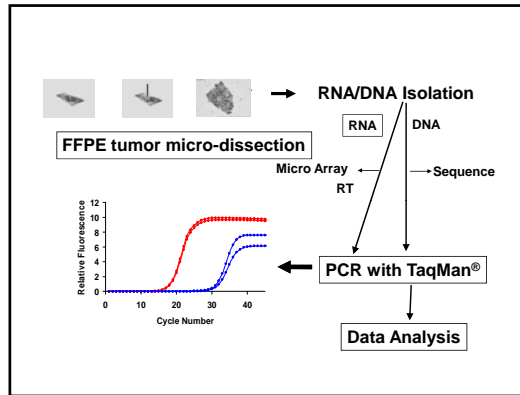 RNA/DNA Isolation
FFPE tumor micro-dissection
RNA
DNA
Micro Array
Sequence
RT
12
10
8
6
4
2
0
Relative Fluorescence
0 10 20 30 40
Cycle Number
PCR with TaqMan®
Data Analysis